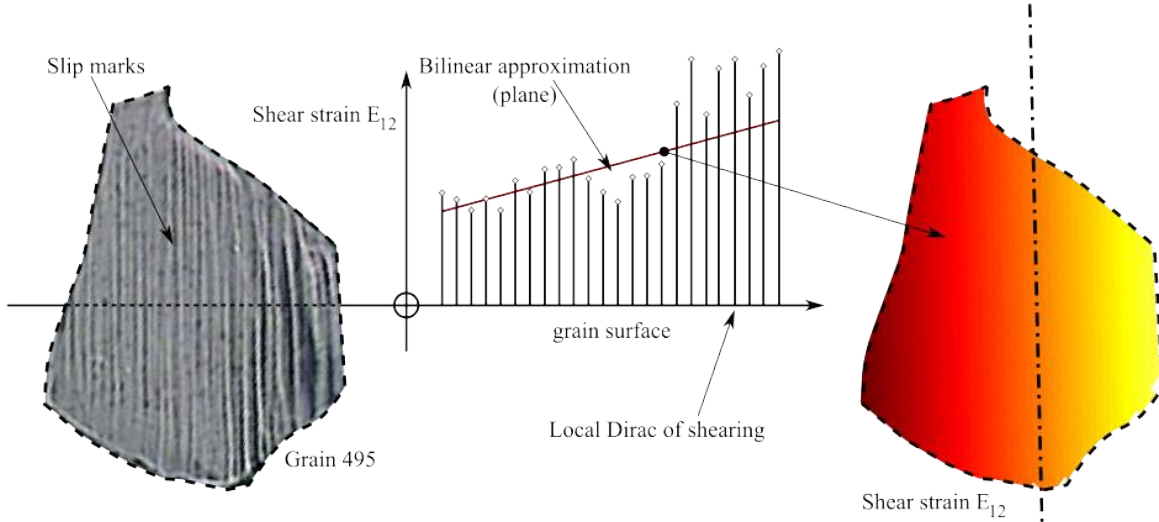 Slip marks
Bilinear approximation
(plane)
Shear strain E12
grain surface
Local Dirac of shearing
Grain 495
Shear strain E12